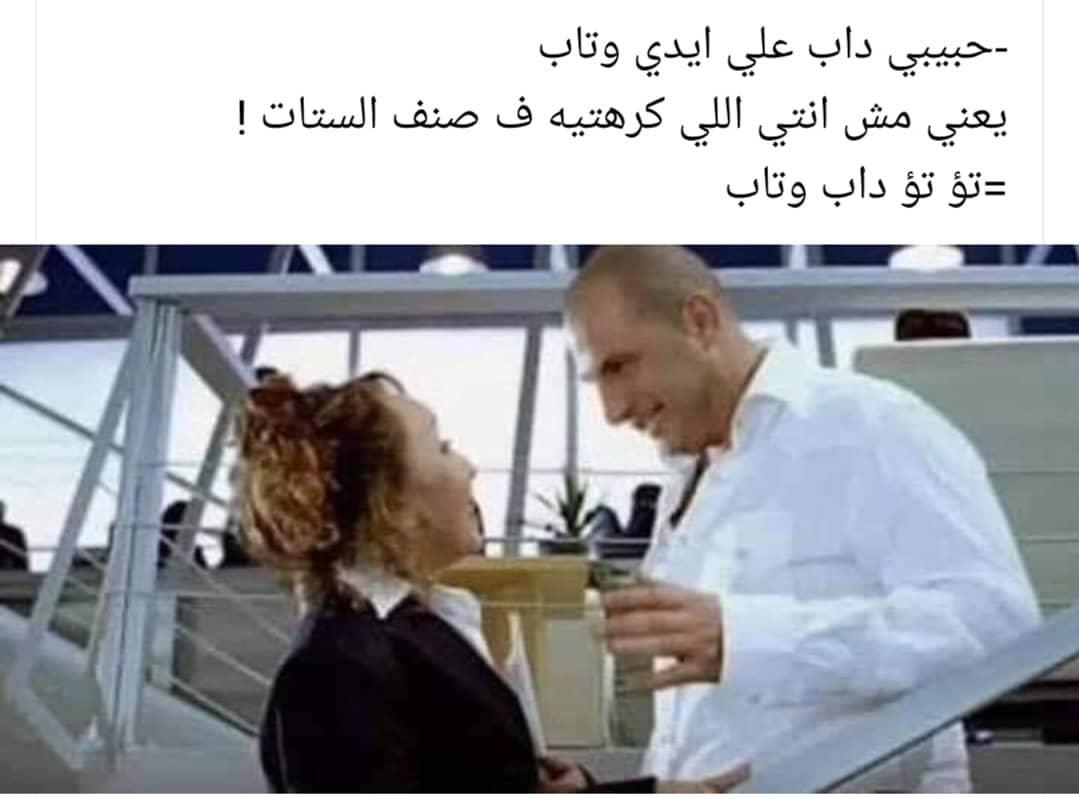 -حبيبي داب علي ايدي وتاب
يعني مش انتي اللي كرهتيه ف صنف الستات !
=تؤ تؤ داب وتاب